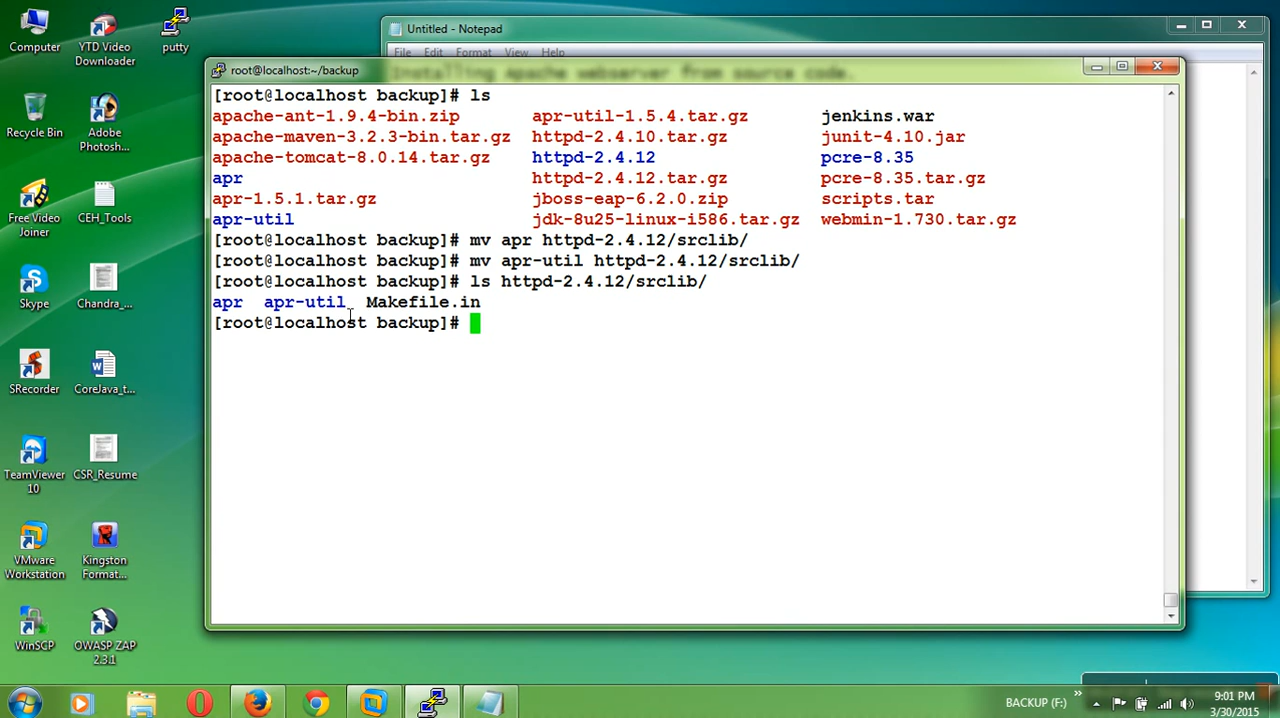 Computer
YTD Video
Downloader
putty
Recycle Bin
Adobe
Photosh...
Free Video
Joiner
CEH_Tools
Skype
Chandra_...
SRecorder
CoreJava_t...
TeamViewer
10
CSR_Resume
VMware
Workstation
Kingston
Format...
WinSCP
OWASP ZAP
2.3.1
Untitled - Notepad
File Edit Format View Help
Apache webserver from source code.
root@localhost:~/backup
[root@localhost backup]# ls
apache-ant-1.9.4-bin.zip apr-util-1.5.4.tar.gz jenkins.war
apache-maven-3.2.3-bin.tar.gz httpd-2.4.10.tar.gz junit-4.10.jar
apache-tomcat-8.0.14.tar.gz httpd-2.4.12 pcre-8.35
apr httpd-2.4.12.tar.gz pcre-8.35.tar.gz
apr-1.5.1.tar.gz jboss-eap-6.2.0.zip scripts.tar
apr-util jdk-8u25-linux-i586.tar.gz webmin-1.730.tar.gz
[root@localhost backup]# mv apr httpd-2.4.12/srclib/
[root@localhost backup]# mv apr-util httpd-2.4.12/srclib/
[root@localhost backup]# ls httpd-2.4.12/srclib/
apr apr-util Makefile.in
[root@localhost backup]#
BACKUP (F:)
9:01 PM
3/30/2015